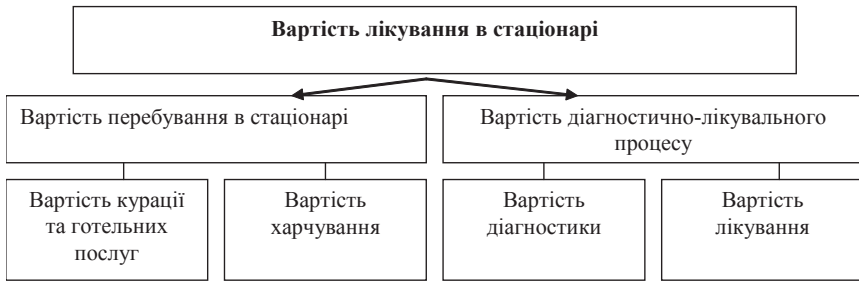 Вартість лікування в стаціонарі
Вартість перебування в стаціонарі
Вартість діагностично-лікувального
процесу
Вартість курації
та готельних
послуг
Вартість
харчування
Вартість
діагностики
Вартість
лікування